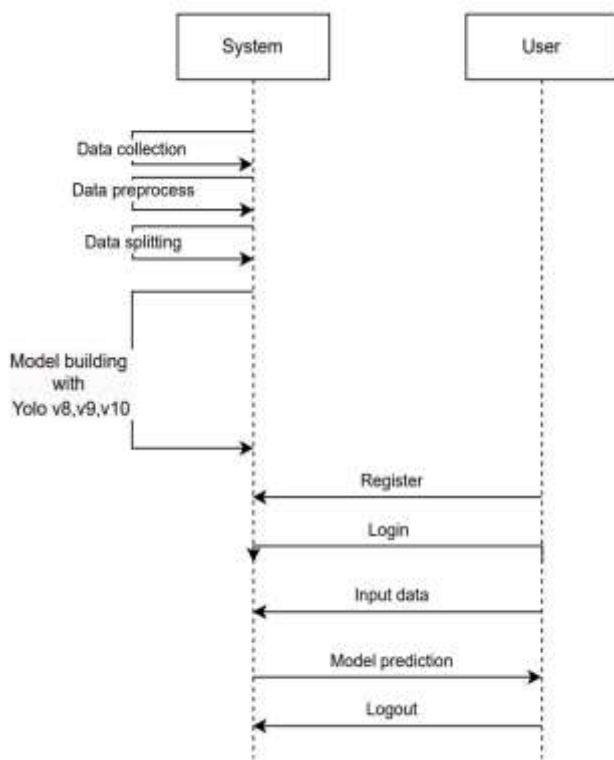 System
User
Data collection
Data preprocess
Data splitting
Model building
with
Yolo v8,v9,v10
Register
Login
Input data
Model prediction
Logout